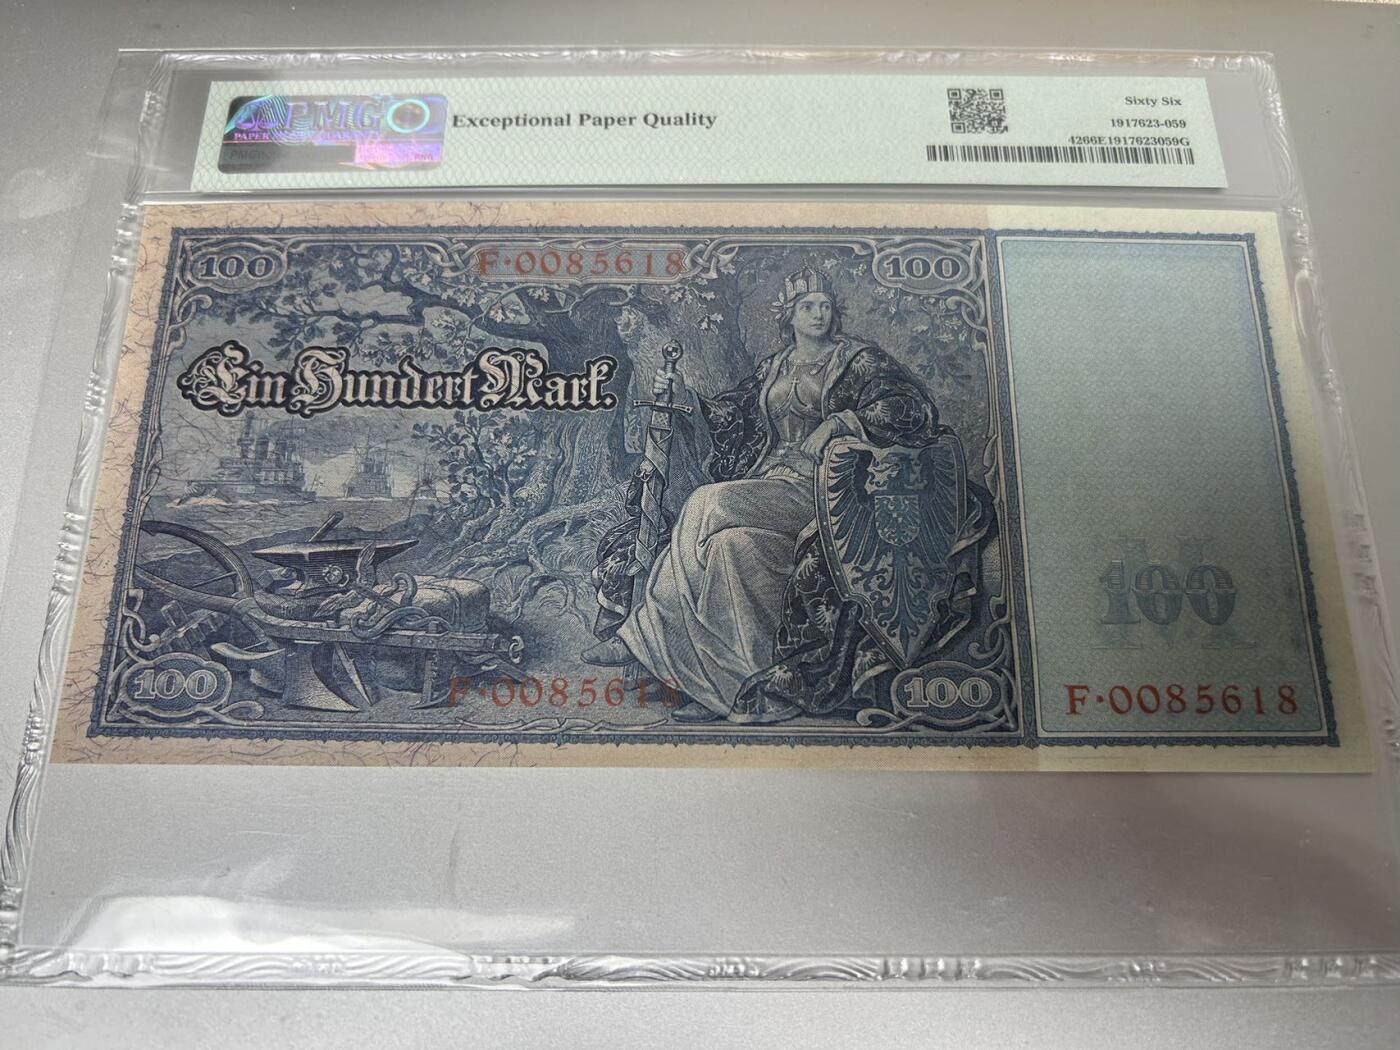 PMG
Exceptional Paper Quality
Sixty Six
1917623-059
4266E1917623059G
100
F·0085618
100
Ein Hundert Mark.
100
100
F·0085618
100
F·0085618